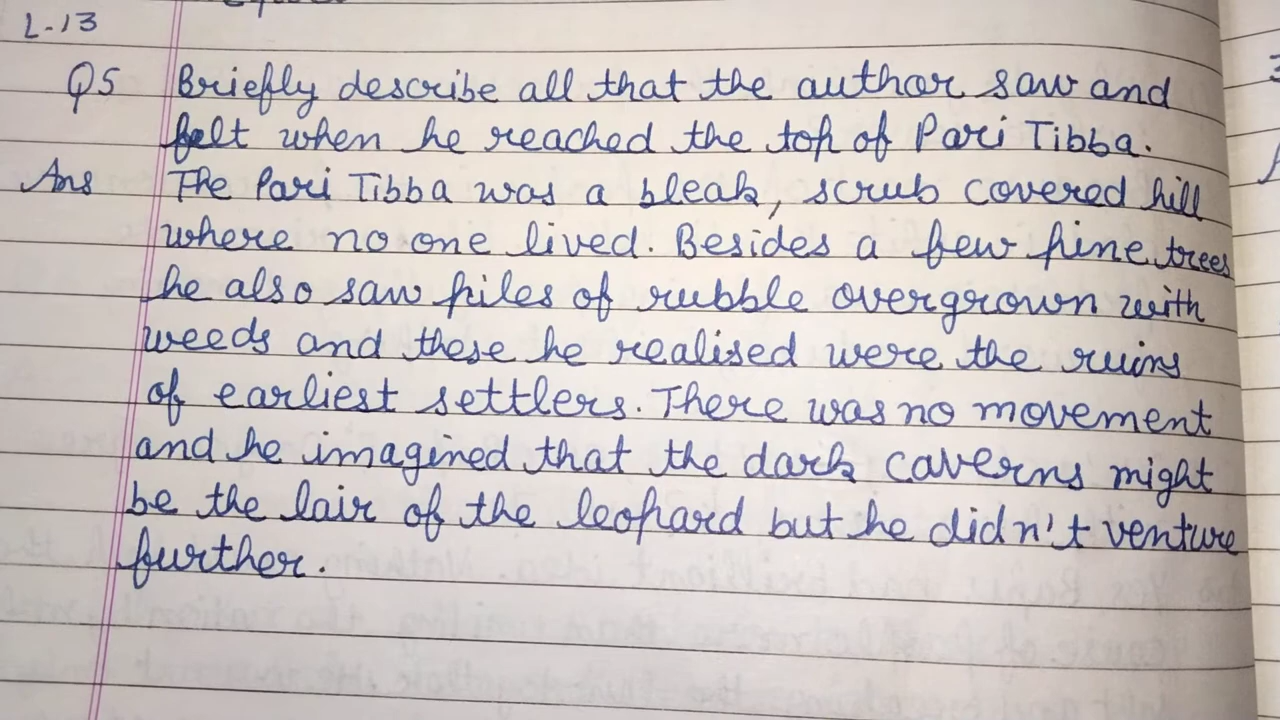 L-13
Q5 Briefly describe all that the author saw and
felt when he reached the top of Pari Tibba.
Ans The Pari Tibba was a bleak, scrub covered hill
where no one lived. Besides a few pine trees
he also saw piles of rubble overgrown with
weeds and these he realised were the ruins
of earliest settlers. There was no movement
and he imagined that the dark caverns might
be the lair of the leopard but he didn't venture
further.